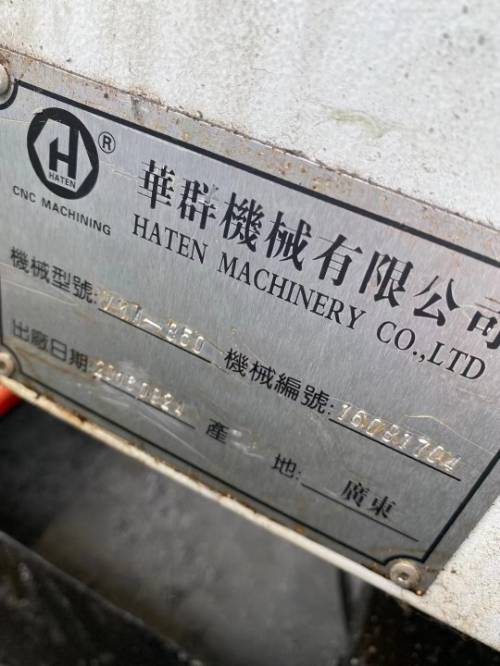 H ®
HATEN
CNC MACHINING
華群機械有限公司
HATEN MACHINERY CO.,LTD
機械型號: 機械編號:
出廠日期: 產 地: 廣東